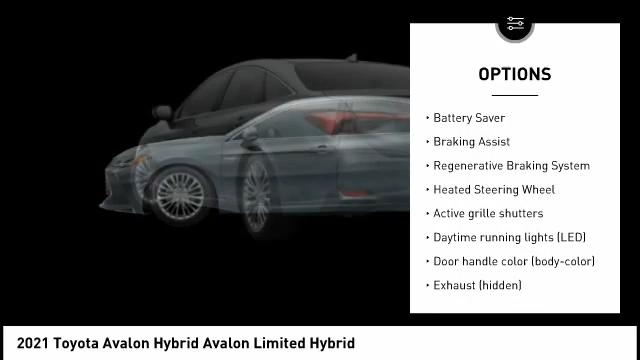 OPTIONS
‣ Battery Saver
‣ Braking Assist
‣ Regenerative Braking System
‣ Heated Steering Wheel
‣ Active grille shutters
‣ Daytime running lights (LED)
‣ Door handle color (body-color)
‣ Exhaust (hidden)
2021 Toyota Avalon Hybrid Avalon Limited Hybrid